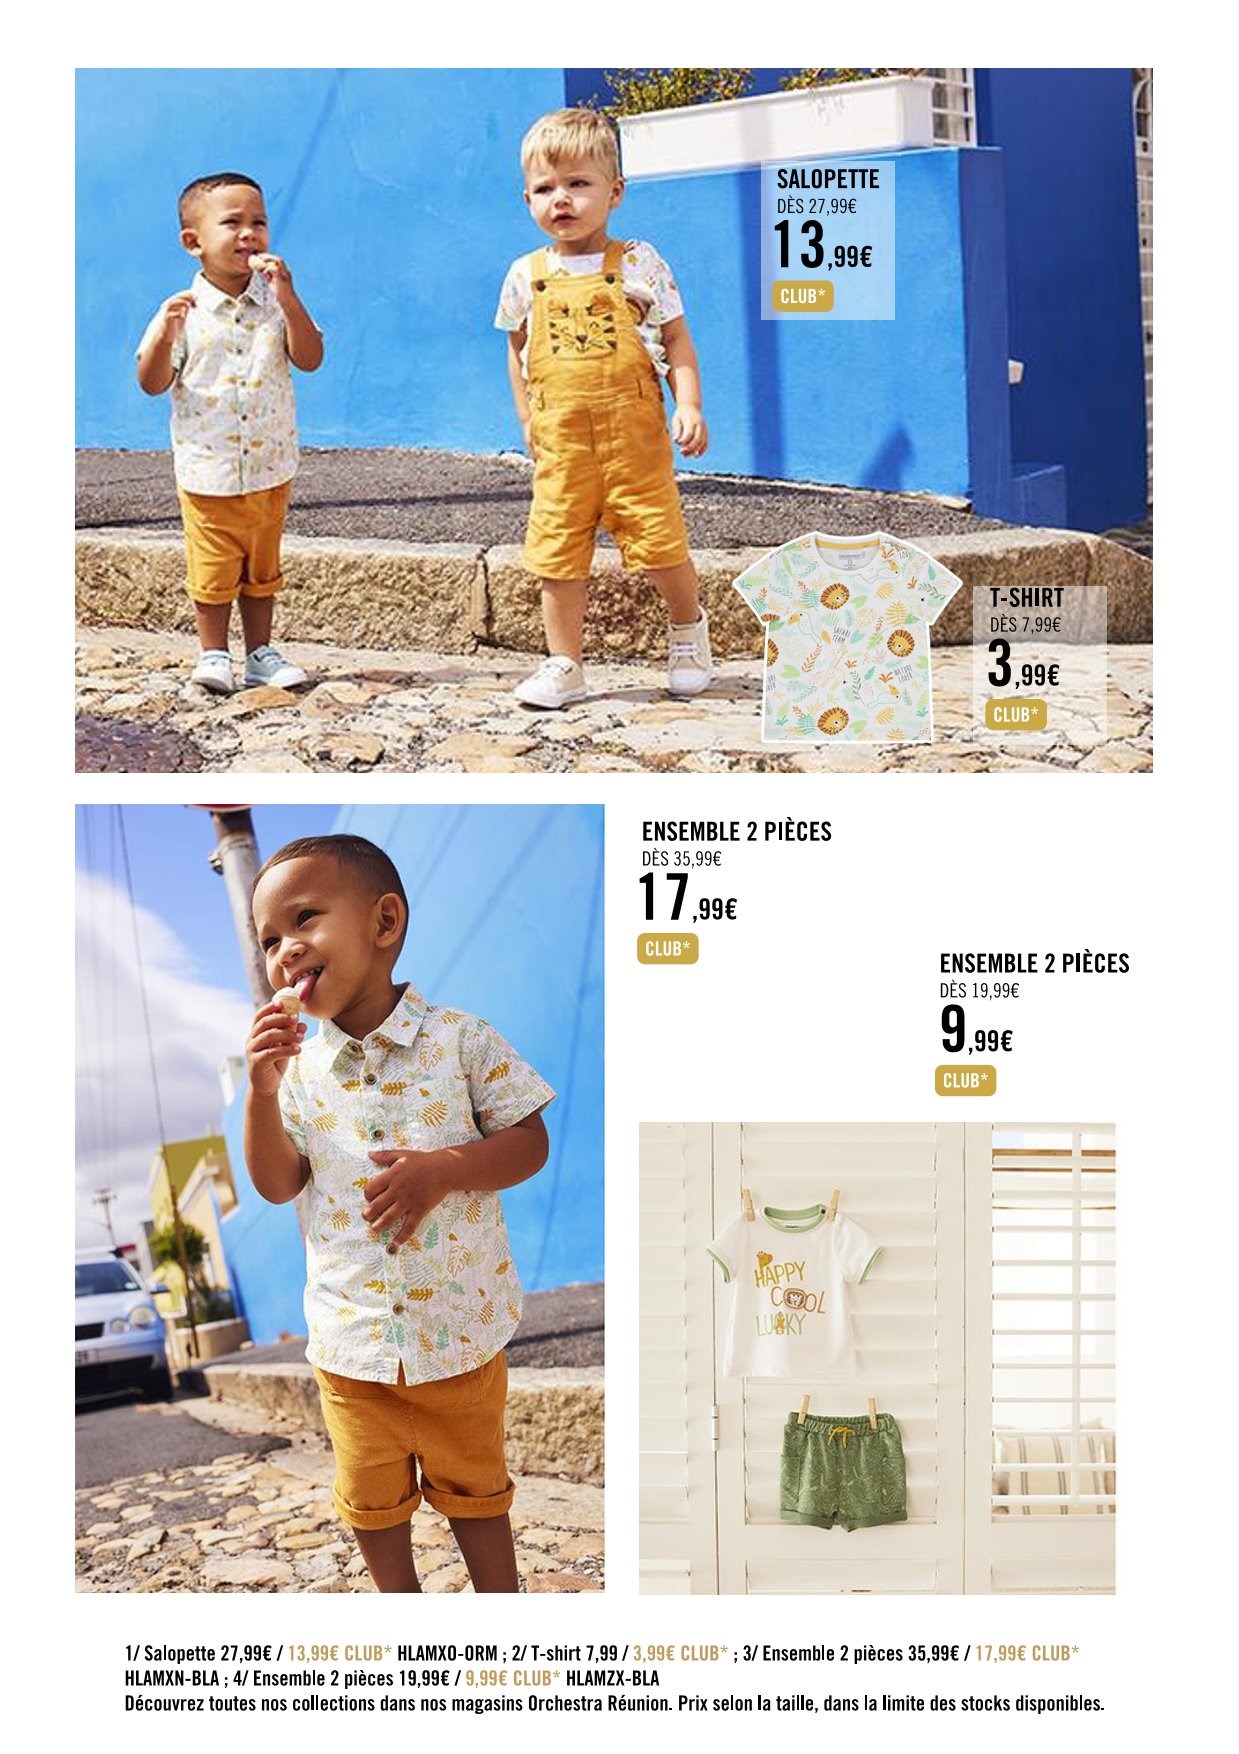 SALOPETTE
DÈS 27,99€
13,99€
CLUB*
SAFARI
TEAM
NATURE
LOVER
T-SHIRT
DÈS 7,99€
3,99€
CLUB*
ENSEMBLE 2 PIÈCES
DÈS 35,99€
17,99€
CLUB*
ENSEMBLE 2 PIÈCES
DÈS 19,99€
9,99€
CLUB*
HAPPY
COOL
LUCKY
1/ Salopette 27,99€ / 13,99€ CLUB* HLAMXO-ORM ; 2/ T-shirt 7,99 / 3,99€ CLUB* ; 3/ Ensemble 2 pièces 35,99€ / 17,99€ CLUB*
HLAMXN-BLA ; 4/ Ensemble 2 pièces 19,99€ / 9,99€ CLUB* HLAMZX-BLA
Découvrez toutes nos collections dans nos magasins Orchestra Réunion. Prix selon la taille, dans la limite des stocks disponibles.